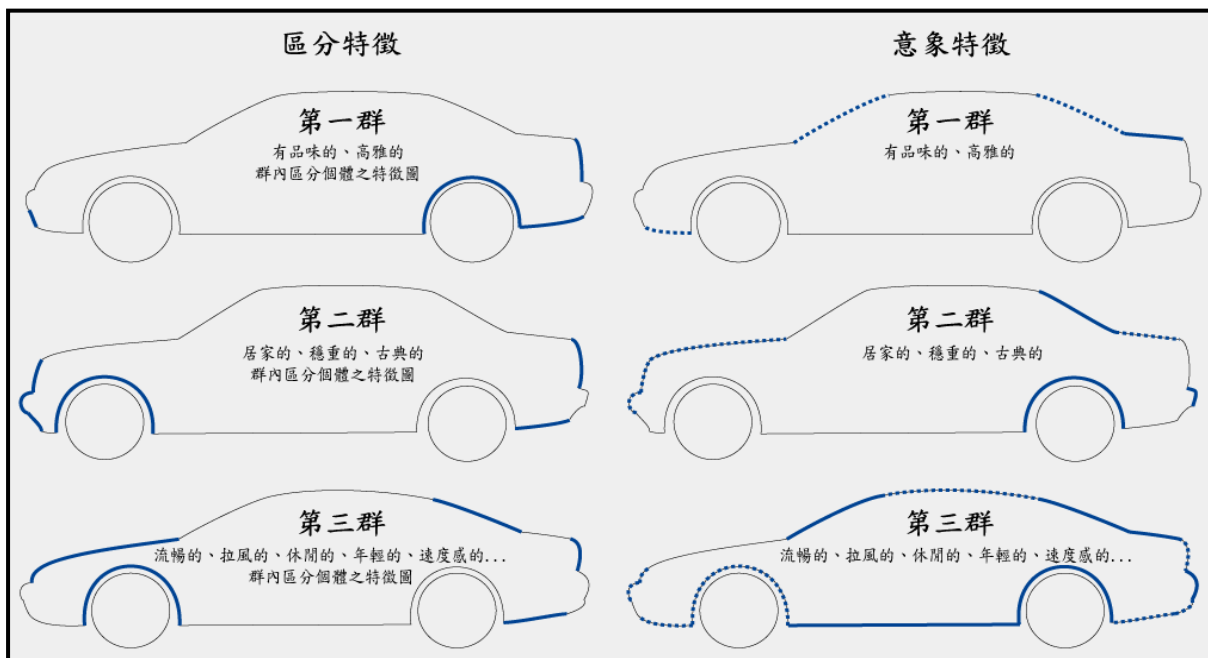 區分特徵
意象特徵
第一群
有品味的、高雅的
群內區分個體之特徵圖
第一群
有品味的、高雅的
第二群
居家的、穩重的、古典的
群內區分個體之特徵圖
第二群
居家的、穩重的、古典的
第三群
流暢的、拉風的、休閒的、年輕的、速度感的...
群內區分個體之特徵圖
第三群
流暢的、拉風的、休閒的、年輕的、速度感的...